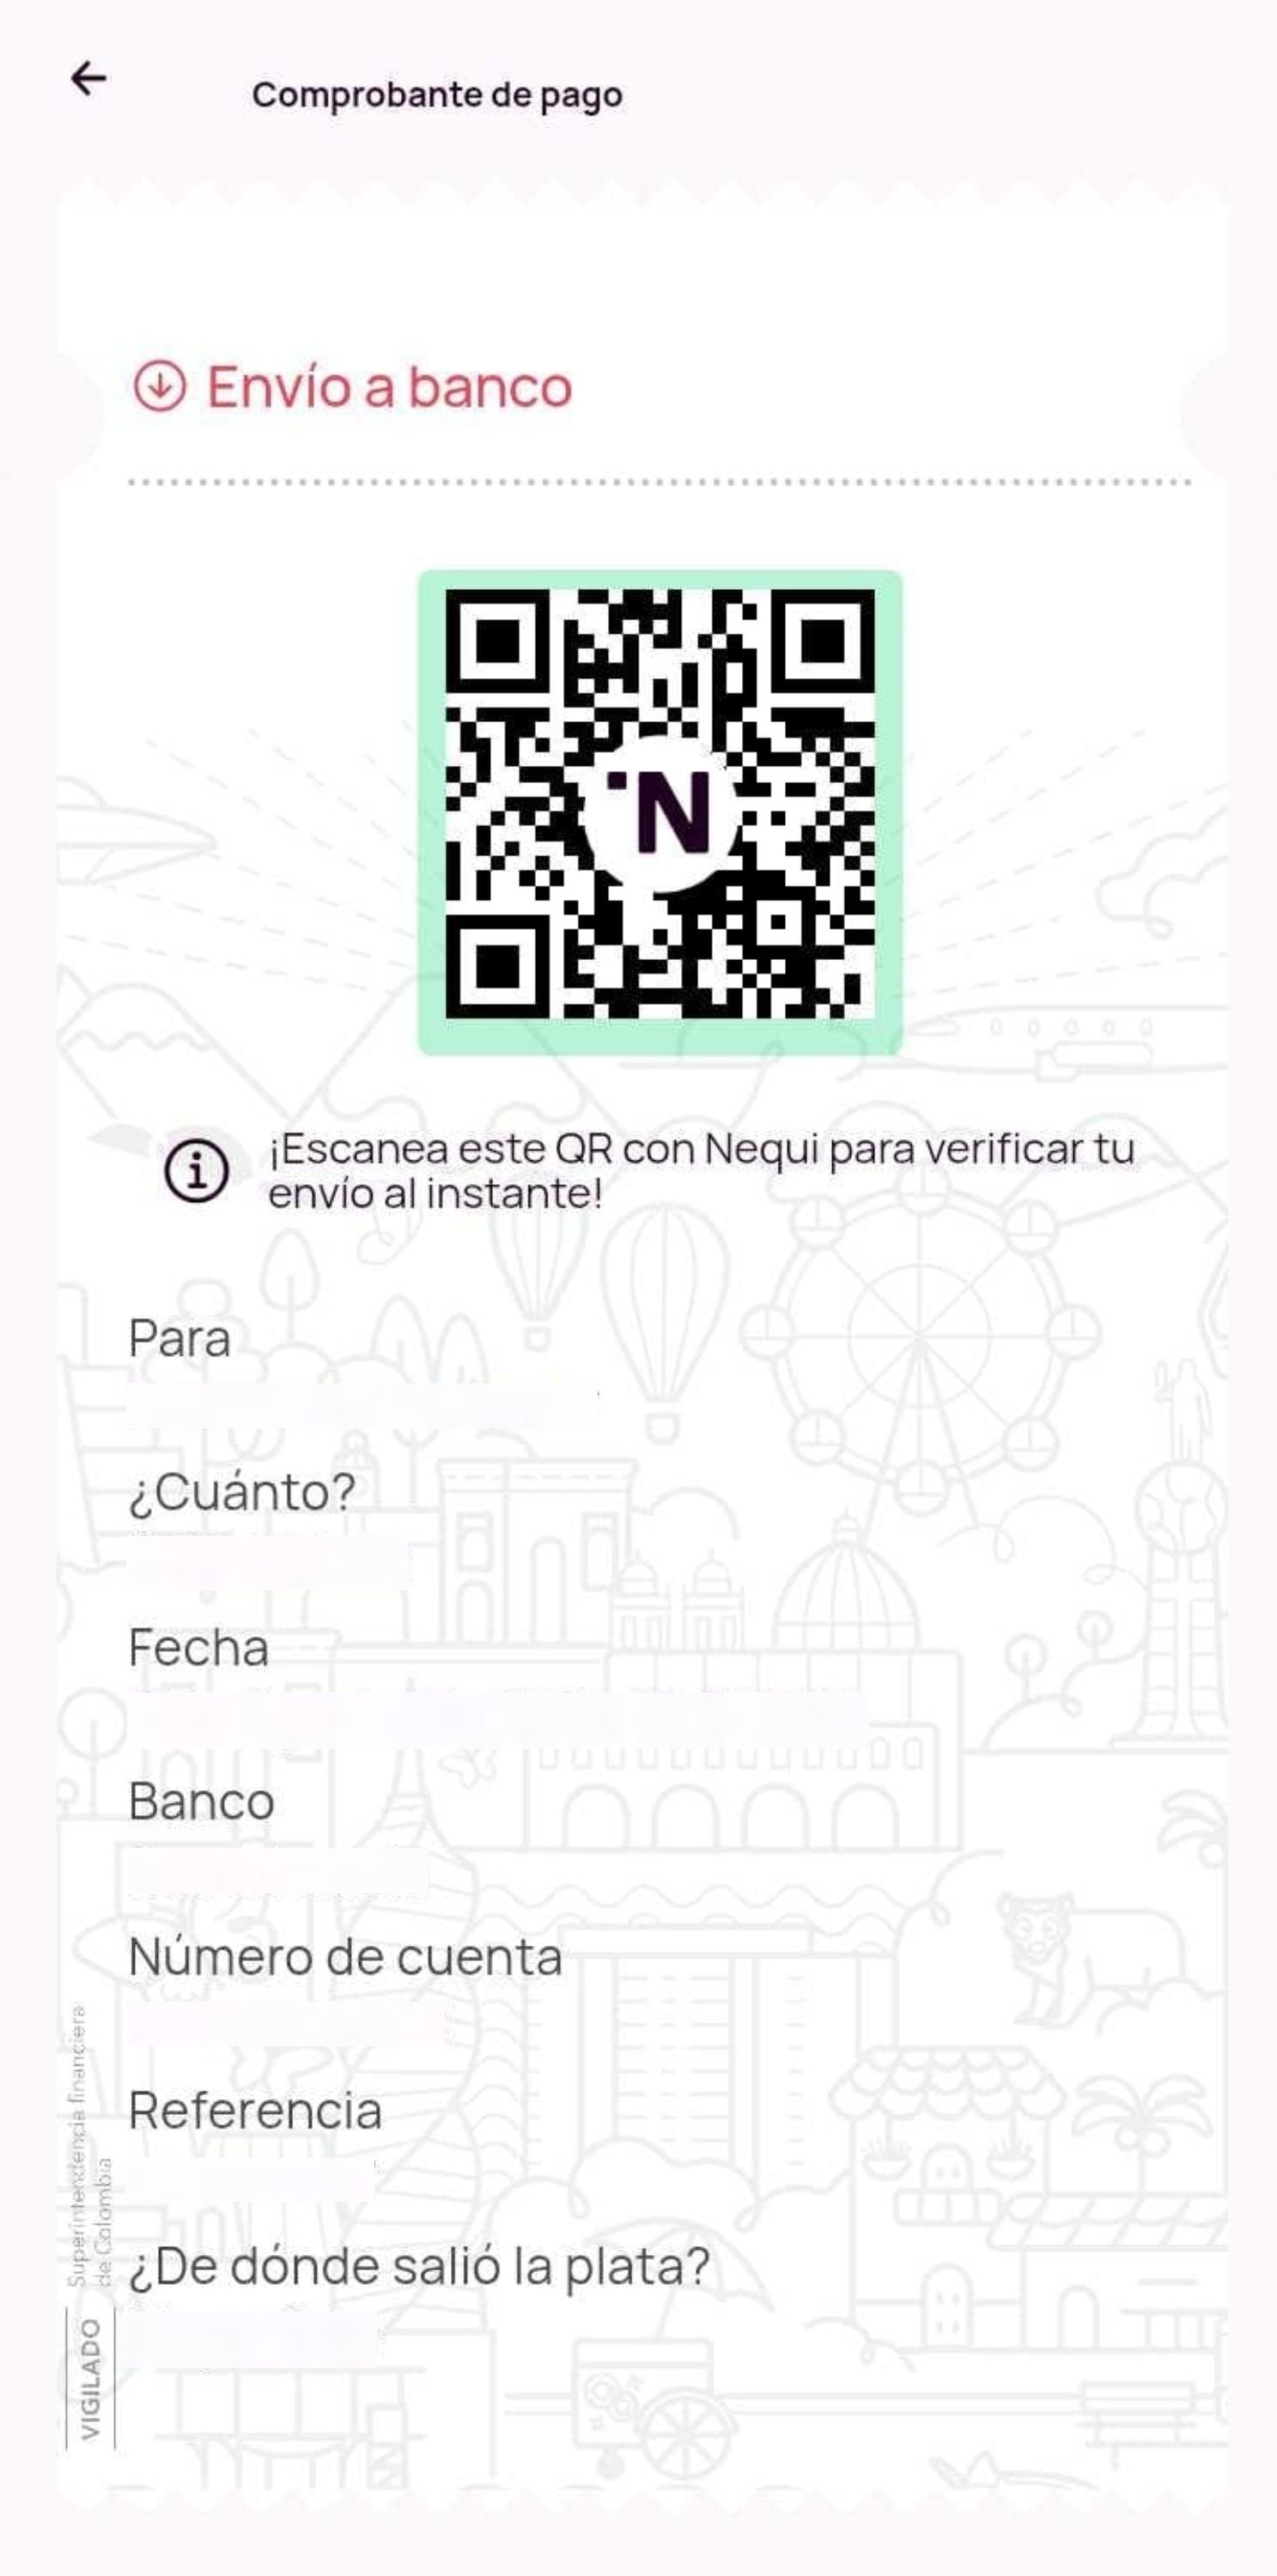 Comprobante de pago
Envío a banco
N
¡Escanea este QR con Nequi para verificar tu
envío al instante!
Para
¿Cuánto?
Fecha
Banco
Número de cuenta
Referencia
¿De dónde salió la plata?
VIGILADO
Superintendencia financiera
de Colombia